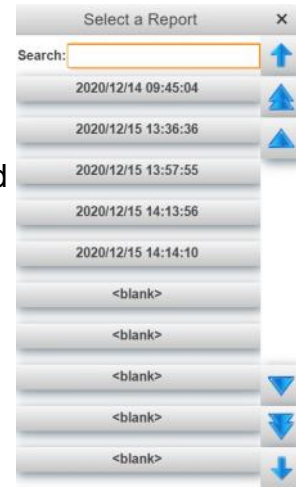 Select a Report ×
Search:
2020/12/14 09:45:04
2020/12/15 13:36:36
d
2020/12/15 13:57:55
2020/12/15 14:13:56
2020/12/15 14:14:10
<blank>
<blank>
<blank>
<blank>
<blank>